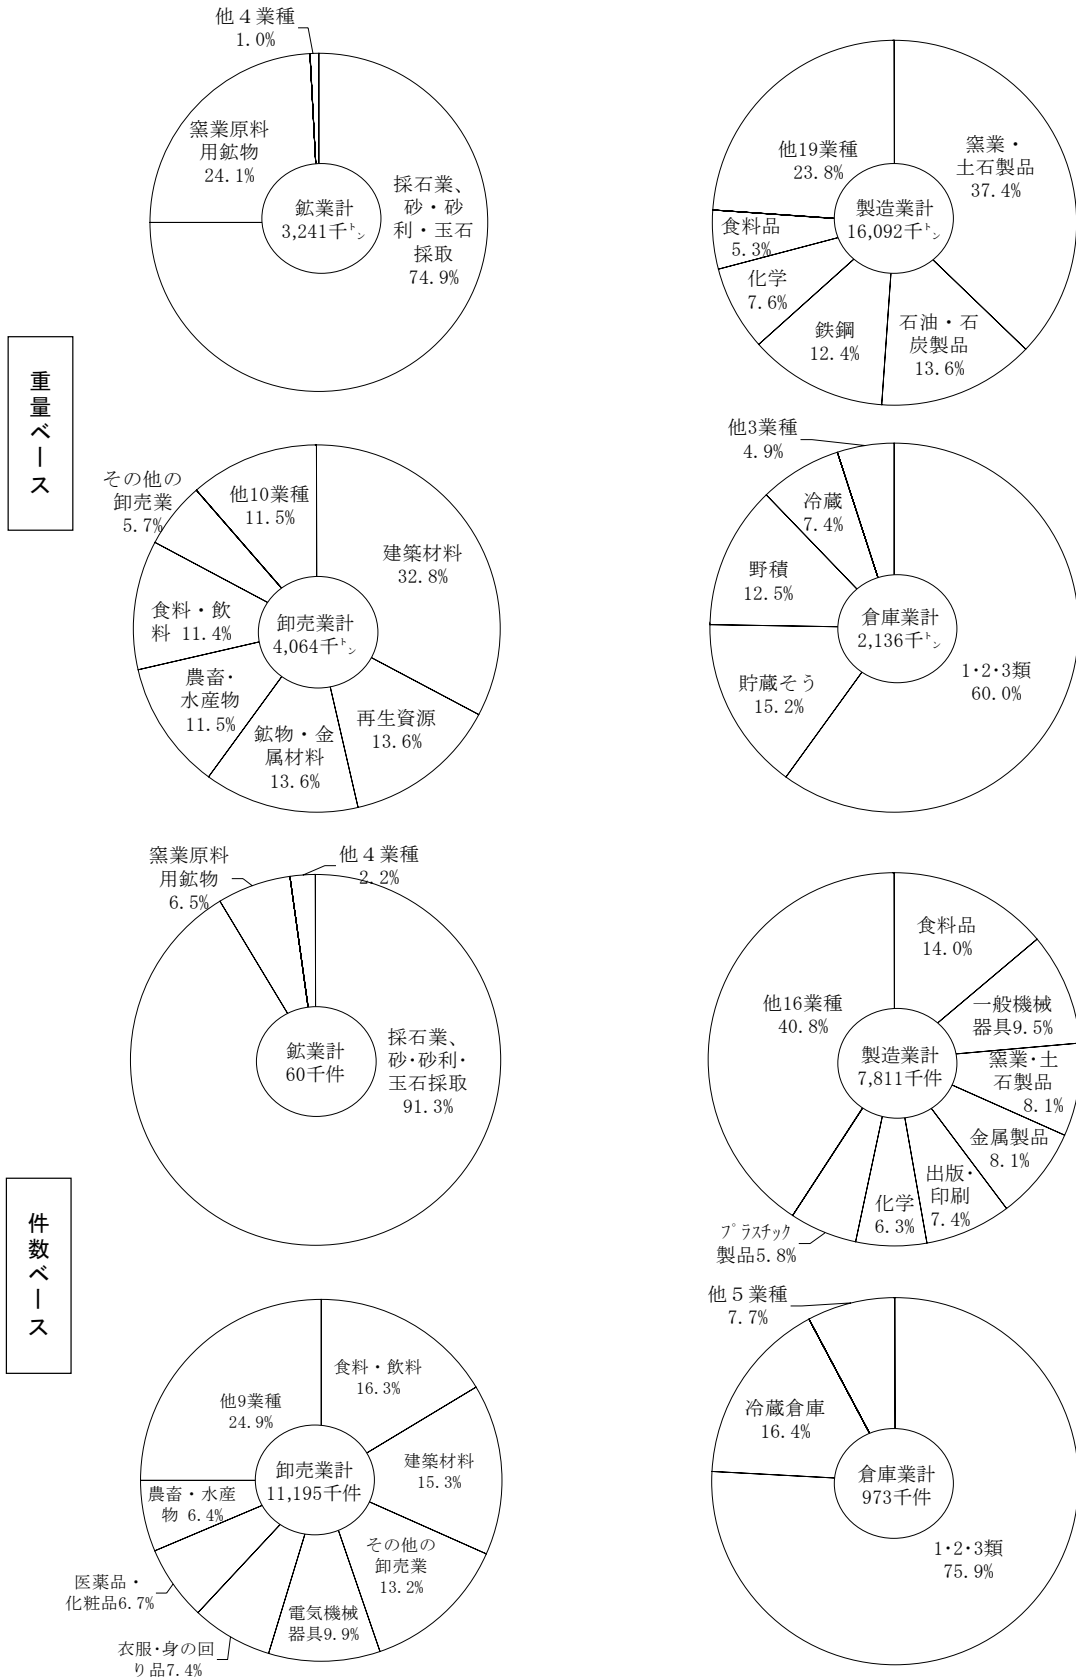 重量ベース
他４業種
1.0%
窯業原料
用鉱物
24.1%
鉱業計
3,241千㌧
採石業、
砂・砂
利・玉石
採取
74.9%
他19業種
23.8%
窯業・
土石製品
37.4%
製造業計
16,092千㌧
食料品
5.3%
化学
7.6%
鉄鋼
12.4%
石油・石
炭製品
13.6%
その他の
卸売業
5.7%
他10業種
11.5%
建築材料
32.8%
食料・飲
料 11.4%
卸売業計
4,064千㌧
農畜・
水産物
11.5%
鉱物・金
属材料
13.6%
再生資源
13.6%
他3業種
4.9%
冷蔵
7.4%
野積
12.5%
倉庫業計
2,136千㌧
貯蔵そう
15.2%
1・2・3類
60.0%
件数ベース
窯業原料
用鉱物
6.5%
他４業種
2.2%
鉱業計
60千件
採石業、
砂・砂利・
玉石採取
91.3%
食料品
14.0%
他16業種
40.8%
一般機械
器具9.5%
製造業計
7,811千件
窯業・土
石製品
8.1%
金属製品
8.1%
出版・
印刷
7.4%
化学
6.3%
プラスチック
製品5.8%
食料・飲料
16.3%
他9業種
24.9%
建築材料
15.3%
卸売業計
11,195千件
農畜・水産
物 6.4%
その他の
卸売業
13.2%
医薬品・
化粧品6.7%
電気機械
器具9.9%
衣服・身の回
り品7.4%
他５業種
7.7%
冷蔵倉庫
16.4%
倉庫業計
973千件
1・2・3類
75.9%